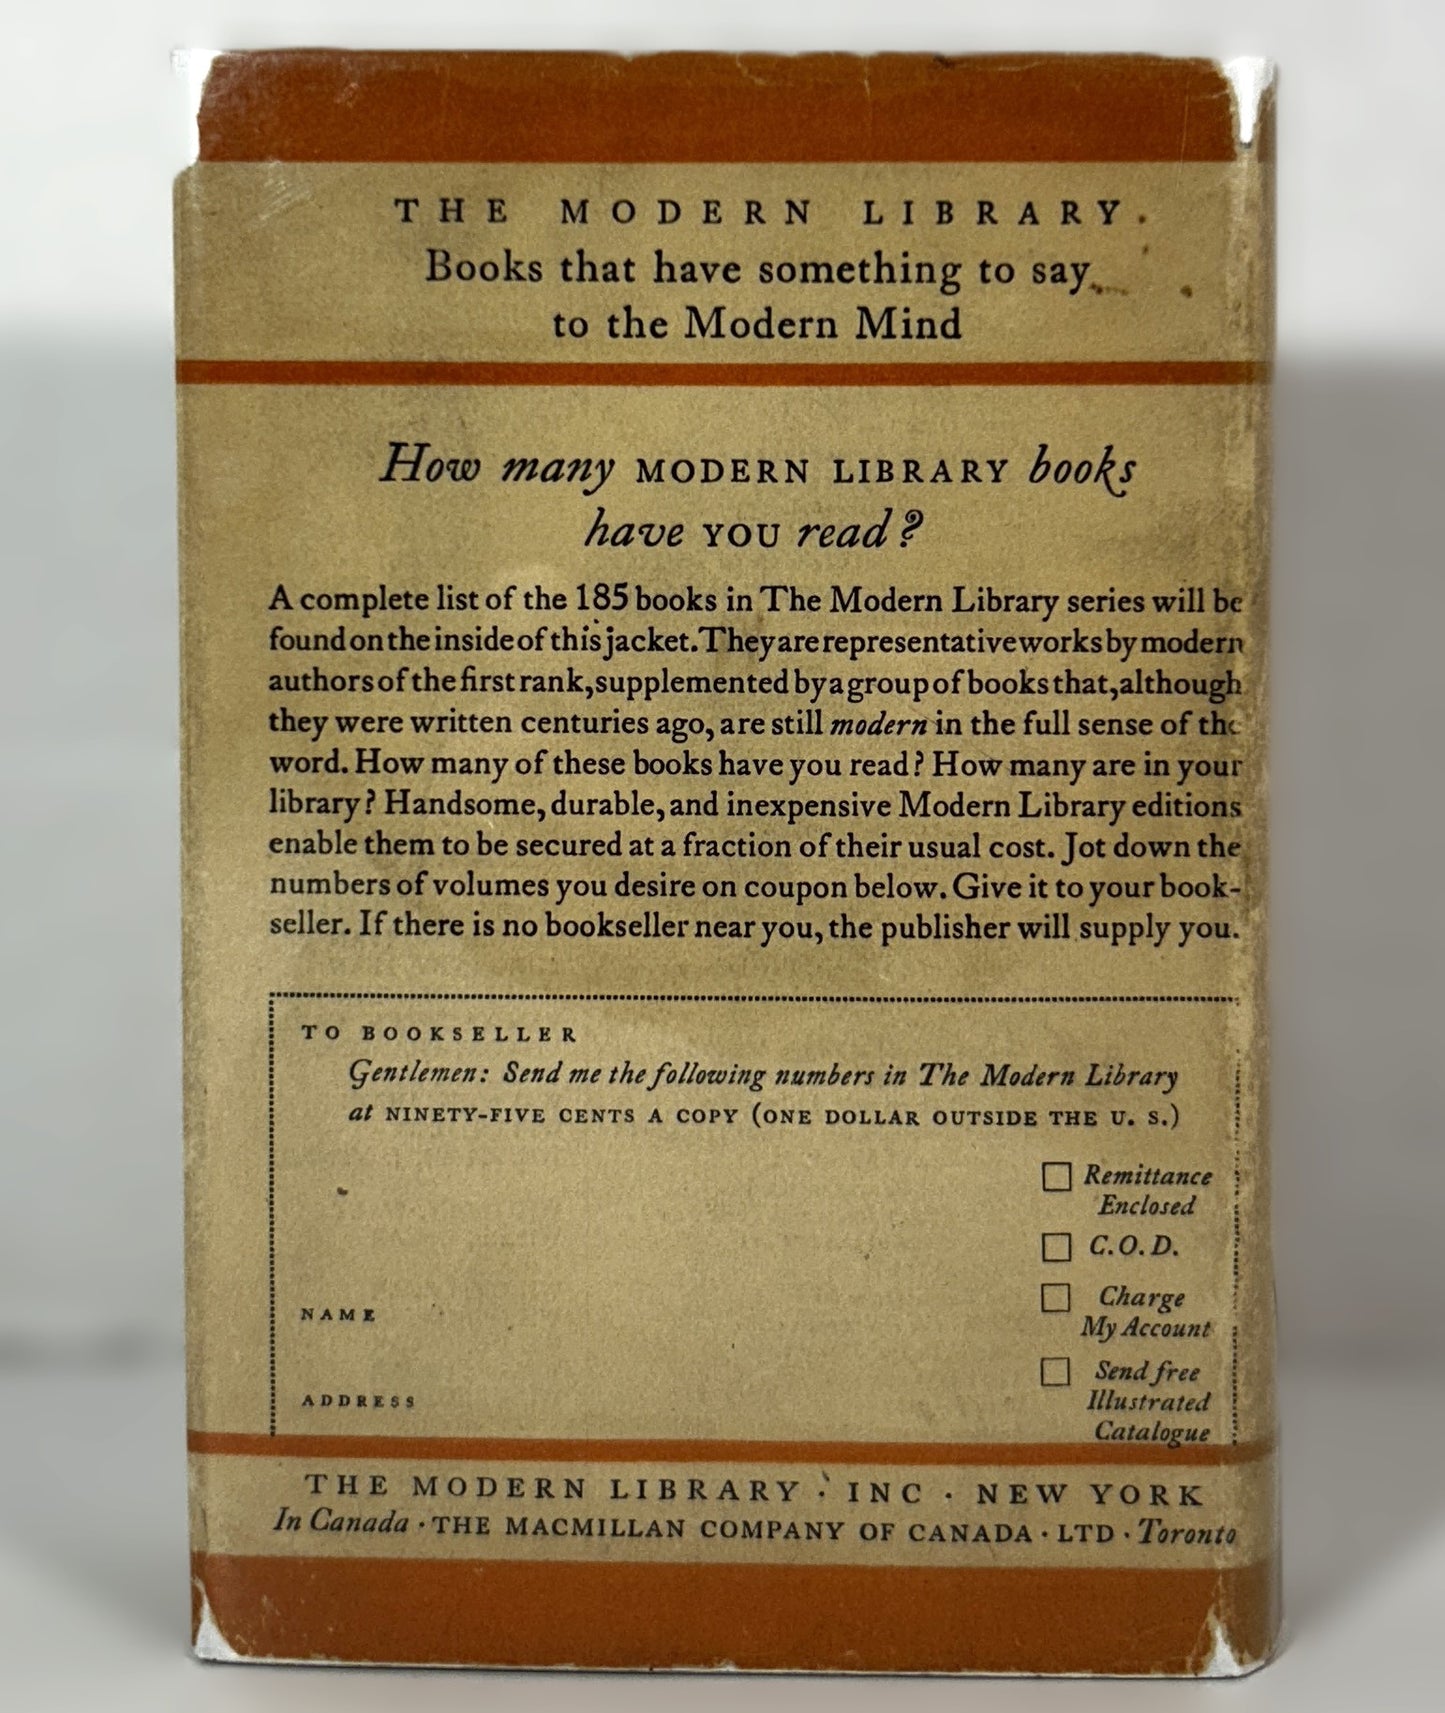 THE MODERN LIBRARY.
Books that have something to say
to the Modern Mind
How many MODERN LIBRARY books
have YOU read?
A complete list of the 185 books in The Modern Library series will be
found on the inside of this jacket. They are representative works by modern
authors of the first rank, supplemented by a group of books that, although
they were written centuries ago, are still modern in the full sense of the
word. How many of these books have you read? How many are in your
library? Handsome, durable, and inexpensive Modern Library editions
enable them to be secured at a fraction of their usual cost. Jot down the
numbers of volumes you desire on coupon below. Give it to your book-
seller. If there is no bookseller near you, the publisher will supply you.
TO BOOKSELLER
Gentlemen: Send me the following numbers in The Modern Library
at NINETY-FIVE CENTS A COPY (ONE DOLLAR OUTSIDE THE U. S.)
Remittance
Enclosed
C.O.D.
Charge
My Account
Send free
Illustrated
Catalogue
NAME
ADDRESS
THE MODERN LIBRARY · INC · NEW YORK
In Canada · THE MACMILLAN COMPANY OF CANADA · LTD · Toronto